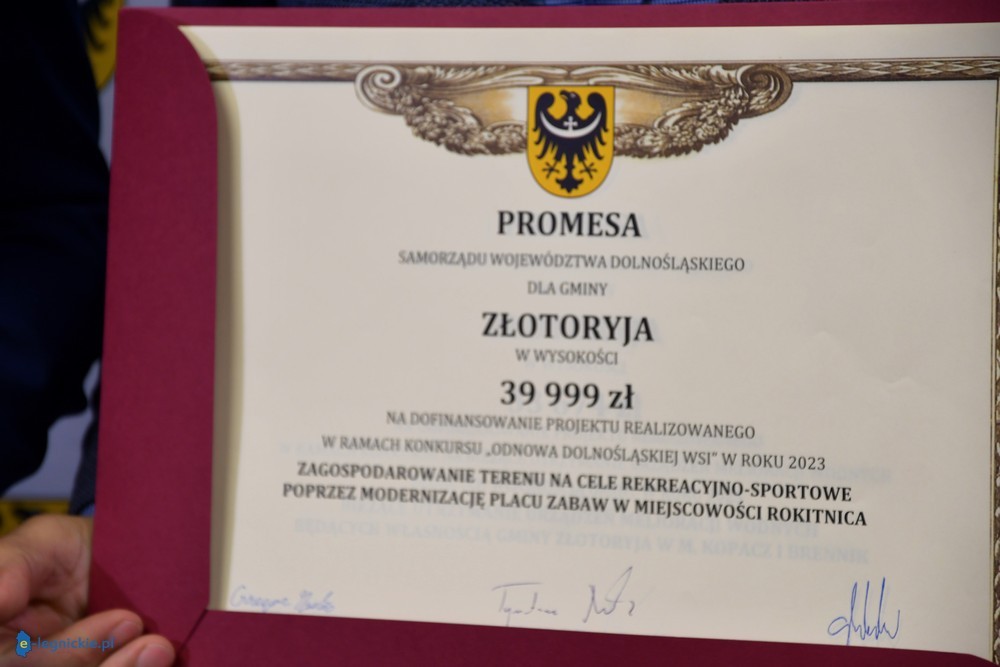 PROMESA
SAMORZĄDU WOJEWÓDZTWA DOLNOŚLĄSKIEGO
DLA GMINY
ZŁOTORYJA
W WYSOKOŚCI
39 999 zł
NA DOFINANSOWANIE PROJEKTU REALIZOWANEGO
W RAMACH KONKURSU „ODNOWA DOLNOŚLĄSKIEJ WSI" W ROKU 2023
ZAGOSPODAROWANIE TERENU NA CELE REKREACYJNO-SPORTOWE
POPRZEZ MODERNIZACJĘ PLACU ZABAW W MIEJSCOWOŚCI ROKITNICA
e-legnickie.pl